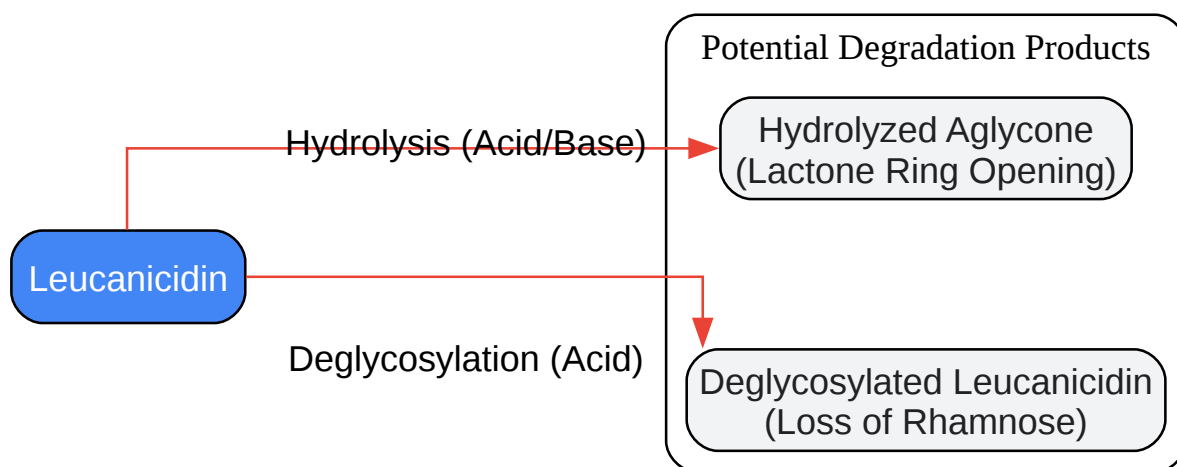 Potential Degradation Products
Hydrolysis (Acid/Base)
Hydrolyzed Aglycone
(Lactone Ring Opening)
Leucanicidin
Deglycosylation (Acid)
Deglycosylated Leucanicidin
(Loss of Rhamnose)